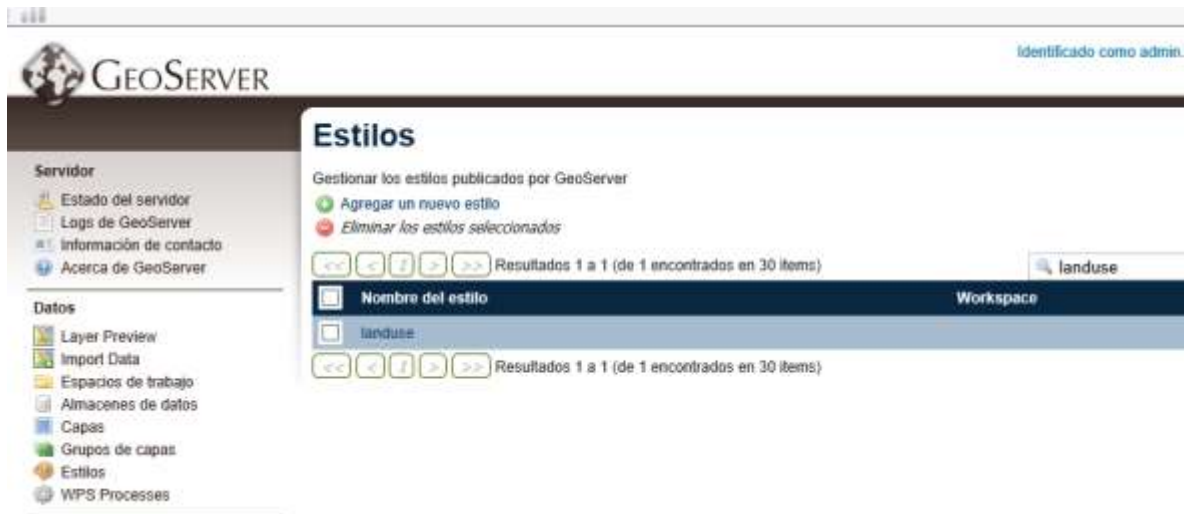 GEOSERVER
Identificado como admin.
Servidor
Estado del servidor
Logs de GeoServer
Información de contacto
Acerca de GeoServer
Datos
Layer Preview
Import Data
Espacios de trabajo
Almacenes de datos
Capas
Grupos de capas
Estilos
WPS Processes
Estilos
Gestionar los estilos publicados por GeoServer
Agregar un nuevo estilo
Eliminar los estilos seleccionados
<< < 1 > >> Resultados 1 a 1 (de 1 encontrados en 30 items)
landuse
Nombre del estilo Workspace
landuse
<< < 1 > >> Resultados 1 a 1 (de 1 encontrados en 30 items)